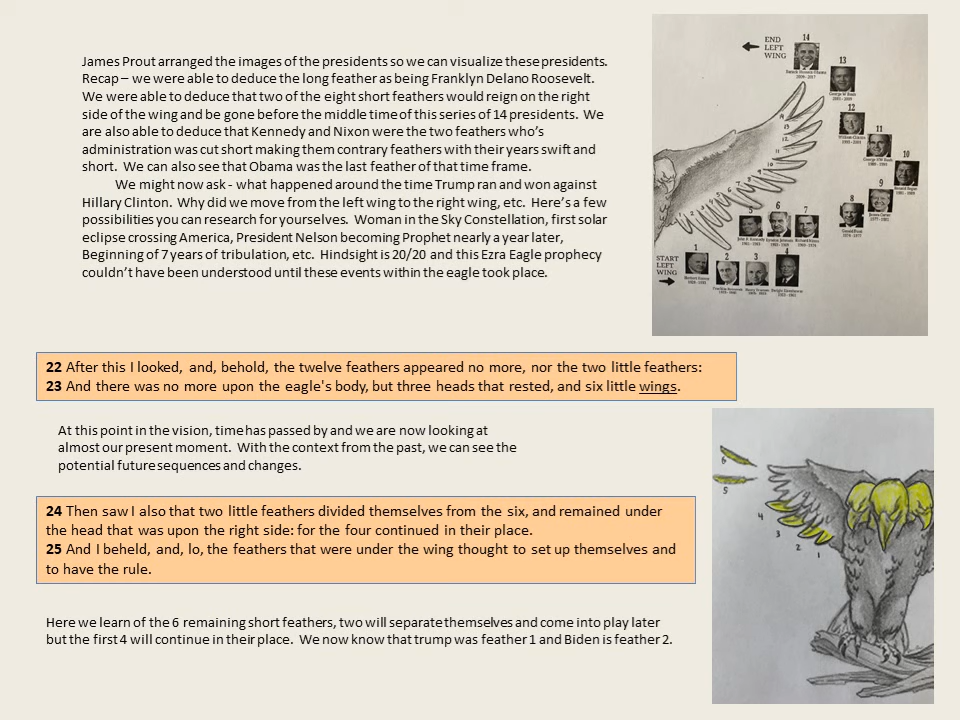 James Prout arranged the images of the presidents so we can visualize these presidents.
Recap – we were able to deduce the long feather as being Franklyn Delano Roosevelt.
We were able to deduce that two of the eight short feathers would reign on the right
side of the wing and be gone before the middle time of this series of 14 presidents. We
are also able to deduce that Kennedy and Nixon were the two feathers who's
administration was cut short making them contrary feathers with their years swift and
short. We can also see that Obama was the last feather of that time frame.
We might now ask - what happened around the time Trump ran and won against
Hillary Clinton. Why did we move from the left wing to the right wing, etc. Here's a few
possibilities you can research for yourselves. Woman in the Sky Constellation, first solar
eclipse crossing America, President Nelson becoming Prophet nearly a year later,
Beginning of 7 years of tribulation, etc. Hindsight is 20/20 and this Ezra Eagle prophecy
couldn't have been understood until these events within the eagle took place.
END
LEFT
WING
14
13
12
11
10
9
8
5
6
7
START
LEFT
WING
1
2
3
4
22 After this I looked, and, behold, the twelve feathers appeared no more, nor the two little feathers:
23 And there was no more upon the eagle's body, but three heads that rested, and six little wings.
At this point in the vision, time has passed by and we are now looking at
almost our present moment. With the context from the past, we can see the
potential future sequences and changes.
24 Then saw I also that two little feathers divided themselves from the six, and remained under
the head that was upon the right side: for the four continued in their place.
25 And I beheld, and, lo, the feathers that were under the wing thought to set up themselves and
to have the rule.
6
5
4
3
2
1
Here we learn of the 6 remaining short feathers, two will separate themselves and come into play later
but the first 4 will continue in their place. We now know that trump was feather 1 and Biden is feather 2.